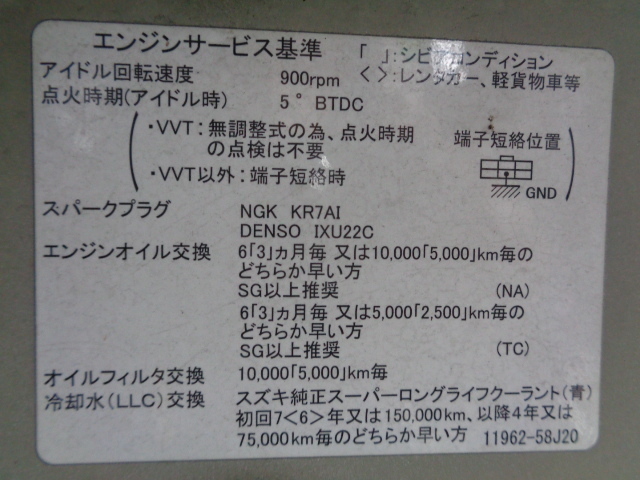 エンジンサービス基準 「 」:シビアコンディション
アイドル回転速度 900rpm < >:レンタカー、軽貨物車等
点火時期(アイドル時) 5°BTDC
・VVT:無調整式の為、点火時期
の点検は不要
端子短絡位置
・VVT以外:端子短絡時
GND
スパークプラグ NGK KR7AI
DENSO IXU22C
エンジンオイル交換 6「3」ヵ月毎 又は10,000「5,000」km毎の
どちらか早い方
SG以上推奨 (NA)
6「3」ヵ月毎 又は5,000「2,500」km毎の
どちらか早い方
SG以上推奨 (TC)
オイルフィルタ交換 10,000「5,000」km毎
冷却水(LLC)交換 スズキ純正スーパーロングライフクーラント(青)
初回7<6>年又は150,000km、以降4年又は
75,000km毎のどちらか早い方 11962-58J20